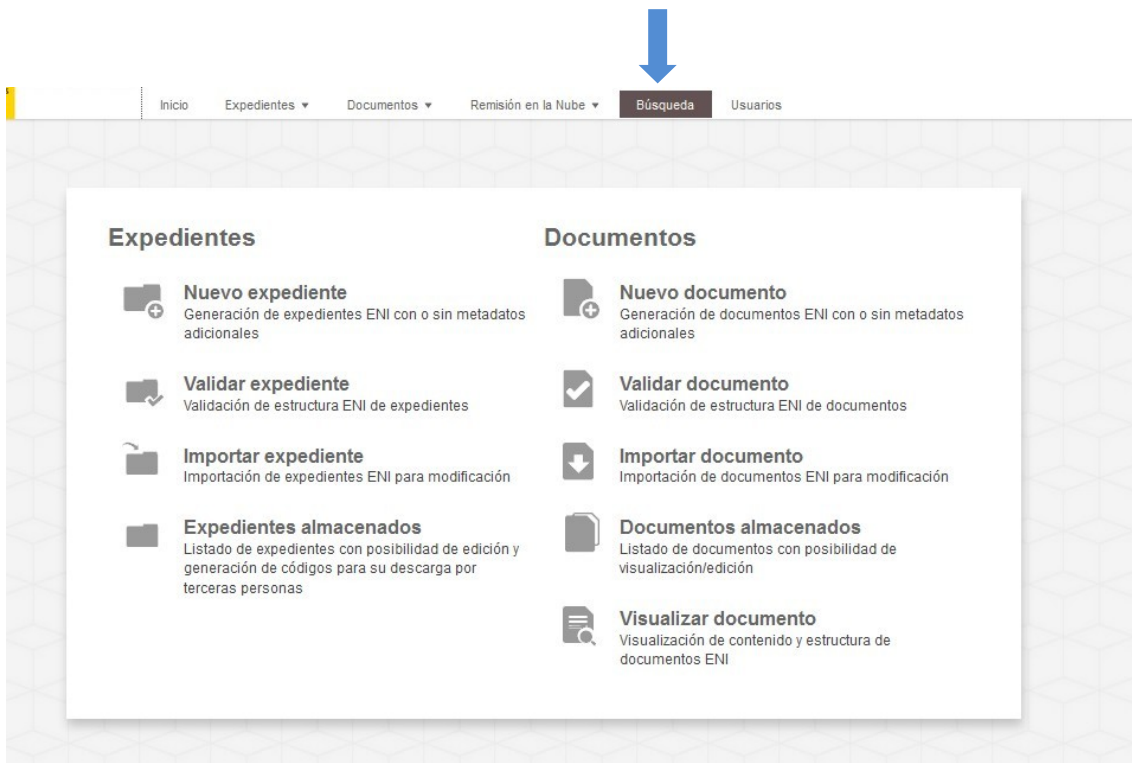 Inicio Expedientes Documentos Remisión en la Nube Búsqueda Usuarios
Expedientes
Nuevo expediente
Generación de expedientes ENI con o sin metadatos
adicionales
Validar expediente
Validación de estructura ENI de expedientes
Importar expediente
Importación de expedientes ENI para modificación
Expedientes almacenados
Listado de expedientes con posibilidad de edición y
generación de códigos para su descarga por
terceras personas
Documentos
Nuevo documento
Generación de documentos ENI con o sin metadatos
adicionales
Validar documento
Validación de estructura ENI de documentos
Importar documento
Importación de documentos ENI para modificación
Documentos almacenados
Listado de documentos con posibilidad de
visualización/edición
Visualizar documento
Visualización de contenido y estructura de
documentos ENI